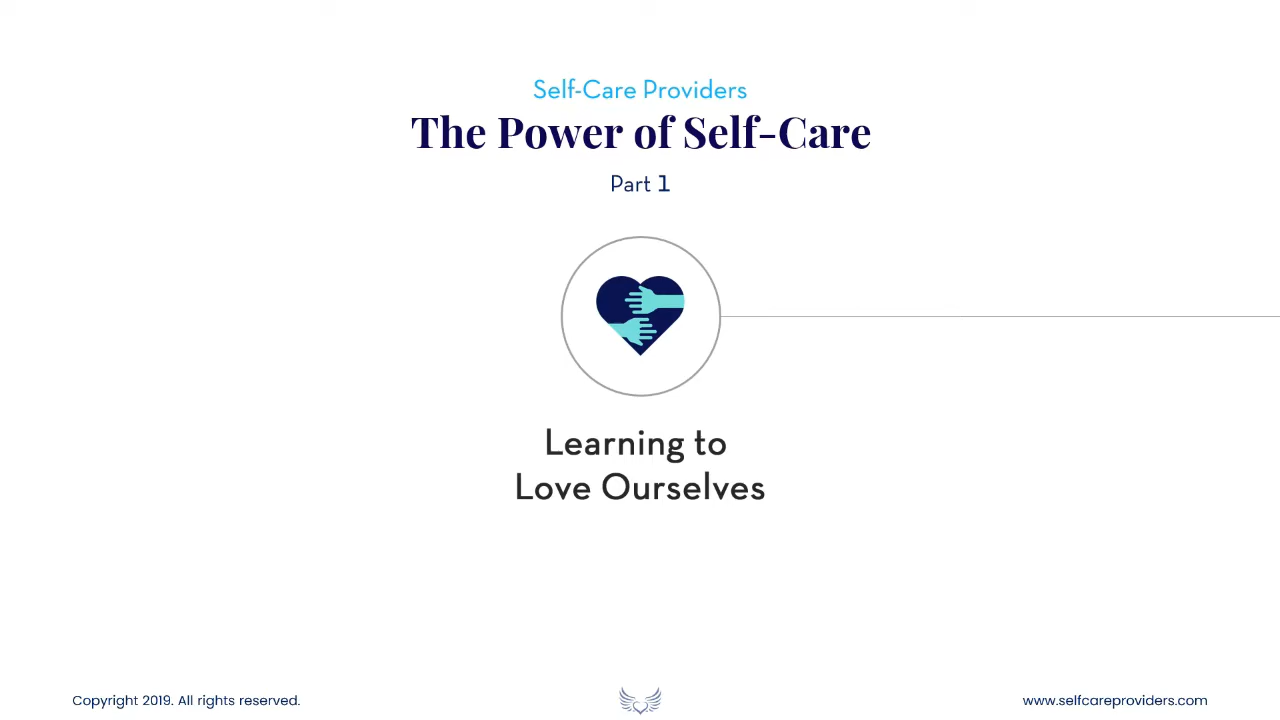 Self-Care Providers
The Power of Self-Care
Part 1
Learning to
Love Ourselves
Copyright 2019. All rights reserved.
www.selfcareproviders.com